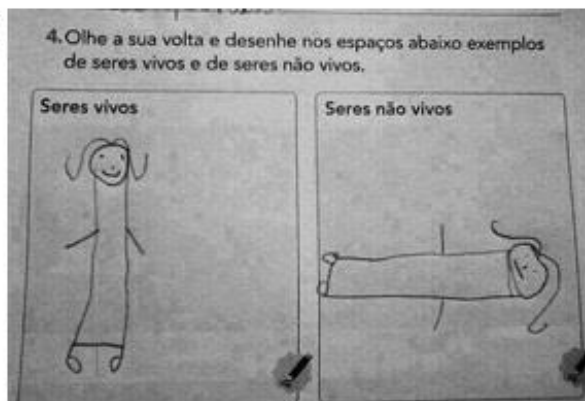 4. Olhe a sua volta e desenhe nos espaços abaixo exemplos
de seres vivos e de seres não vivos.
Seres vivos
Seres não vivos